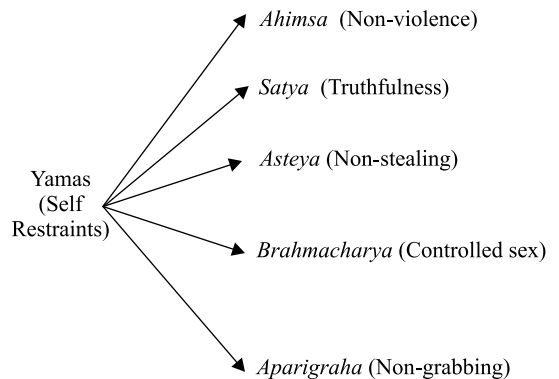 Ahimsa (Non-violence)
Satya (Truthfulness)
Asteya (Non-stealing)
Yamas
(Self
Restraints)
Brahmacharya (Controlled sex)
Aparigraha (Non-grabbing)